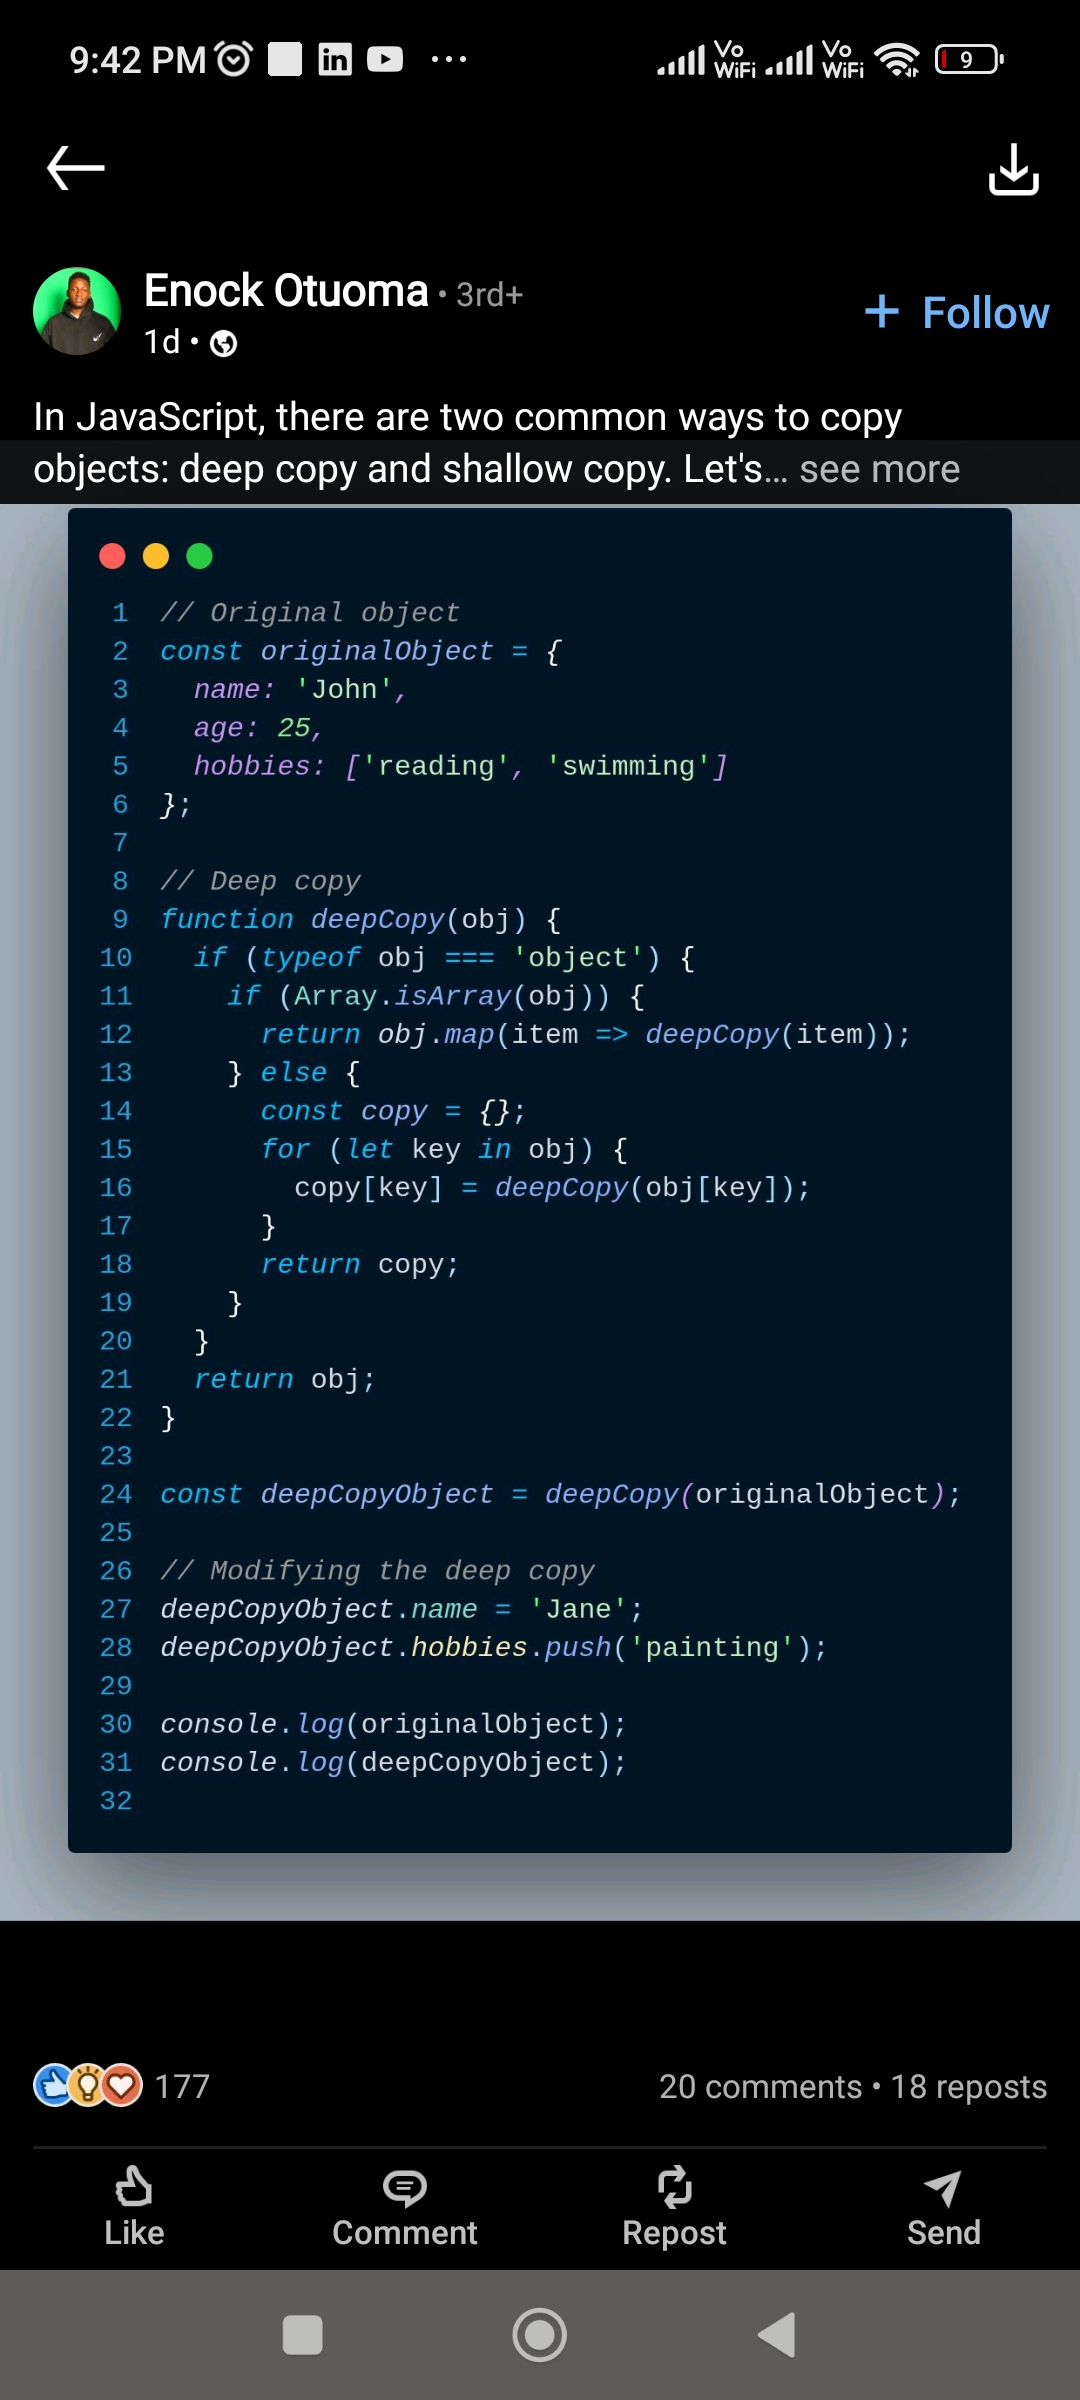 9:42 PM
in
Vo WiFi
Vo WiFi
9
Enock Otuoma • 3rd+
1d •
+ Follow
In JavaScript, there are two common ways to copy
objects: deep copy and shallow copy. Let's... see more
1 // Original object
2 const originalObject = {
3   name: 'John',
4   age: 25,
5   hobbies: ['reading', 'swimming']
6 };
7
8 // Deep copy
9 function deepCopy(obj) {
10   if (typeof obj === 'object') {
11     if (Array.isArray(obj)) {
12       return obj.map(item => deepCopy(item));
13     } else {
14       const copy = {};
15       for (let key in obj) {
16         copy[key] = deepCopy(obj[key]);
17       }
18       return copy;
19     }
20   }
21   return obj;
22 }
23
24 const deepCopyObject = deepCopy(originalObject);
25
26 // Modifying the deep copy
27 deepCopyObject.name = 'Jane';
28 deepCopyObject.hobbies.push('painting');
29
30 console.log(originalObject);
31 console.log(deepCopyObject);
32
177
20 comments • 18 reposts
Like
Comment
Repost
Send